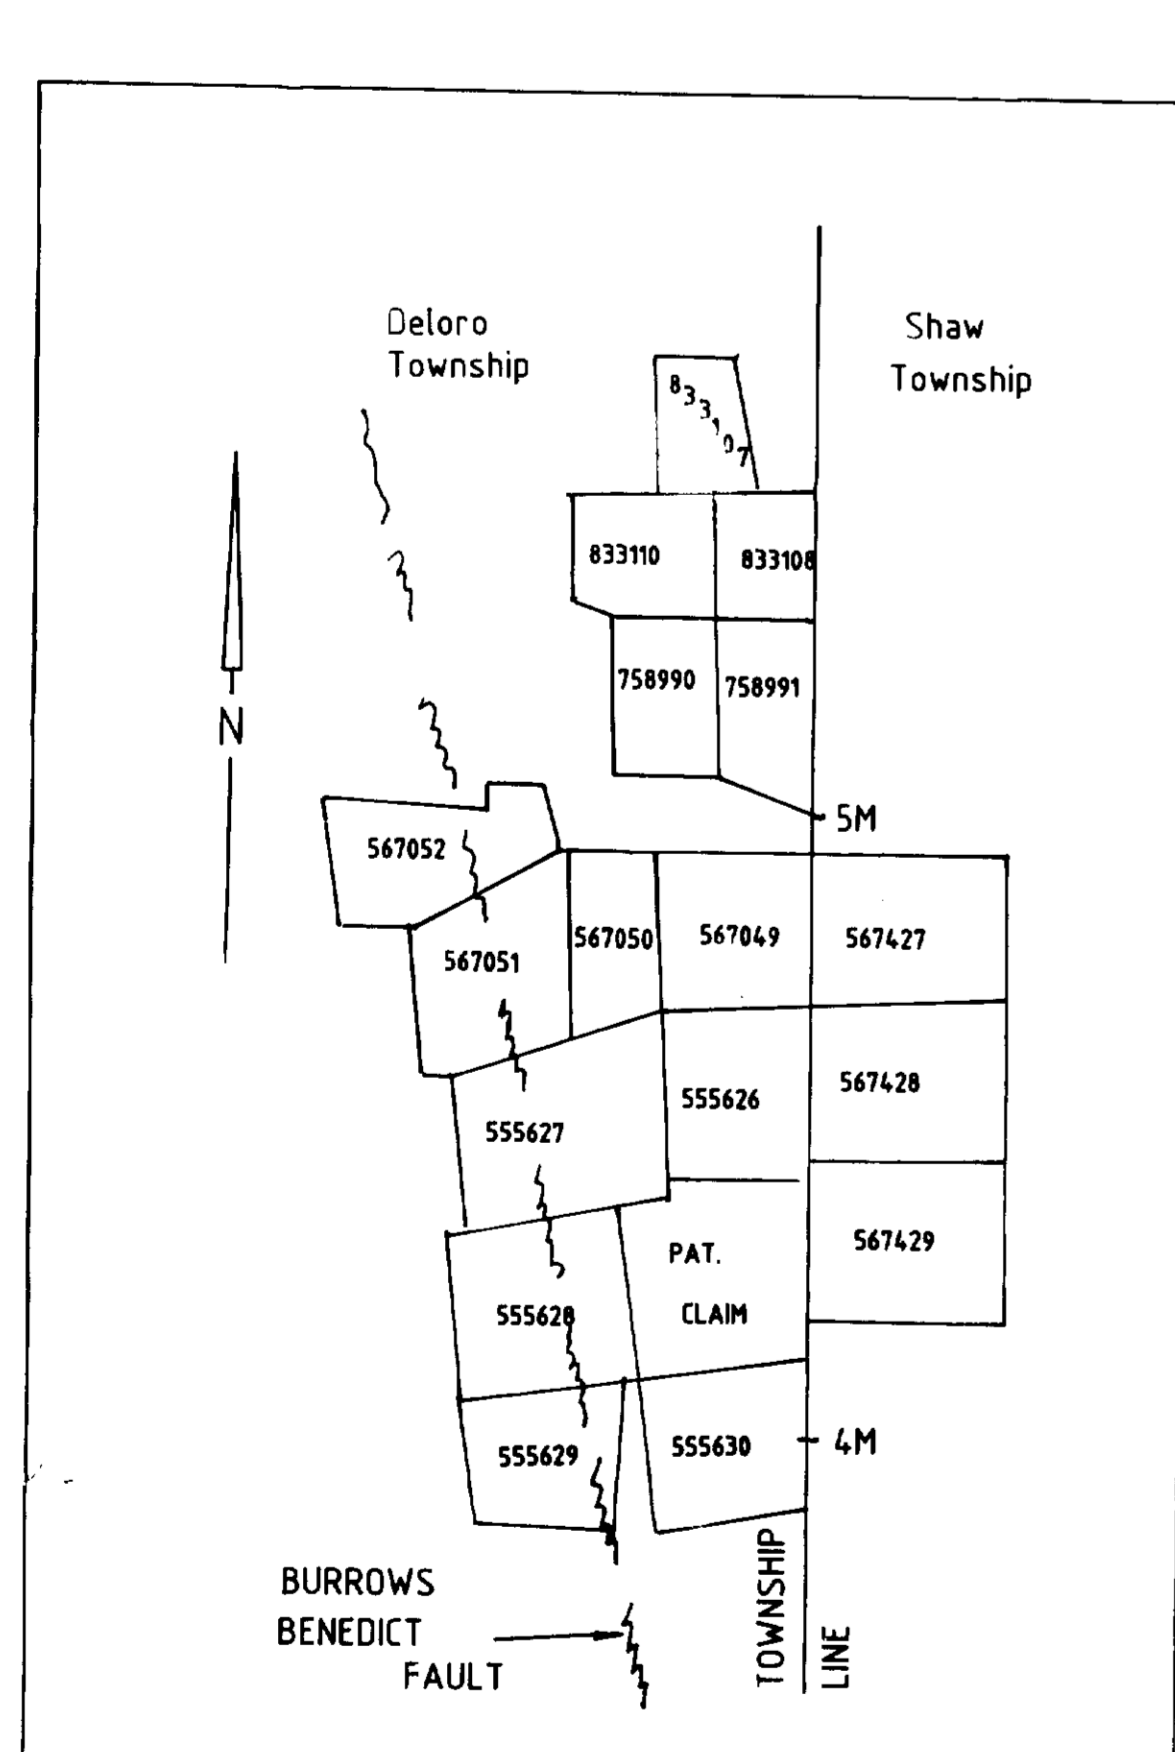 Deloro
Township
Shaw
Township
833107
833110
833108
758990
758991
N
5M
567052
567051
567050
567049
567427
555627
555626
567428
PAT.
CLAIM
567429
555628
555629
555630
4M
BURROWS
BENEDICT
FAULT
TOWNSHIP
LINE